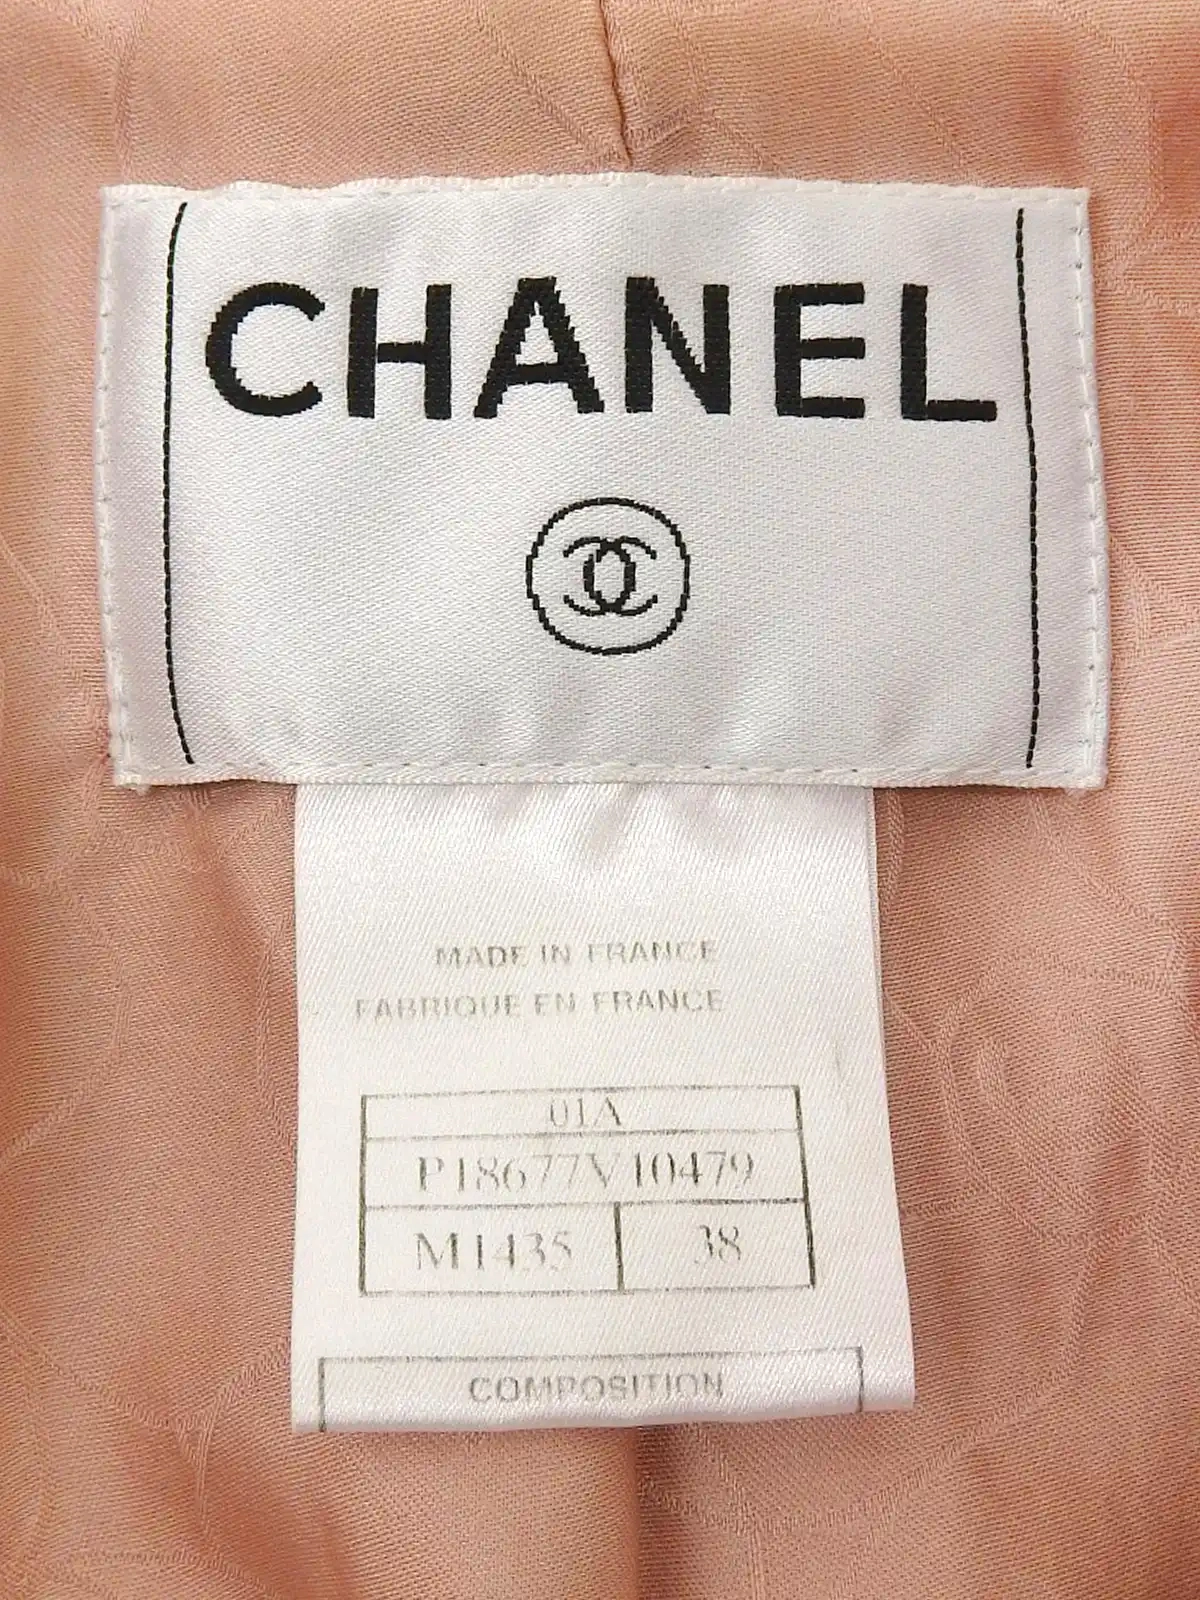 CHANEL
MADE IN FRANCE
FABRIQUE EN FRANCE
01A
P18677V10479
M1435 38
COMPOSITION